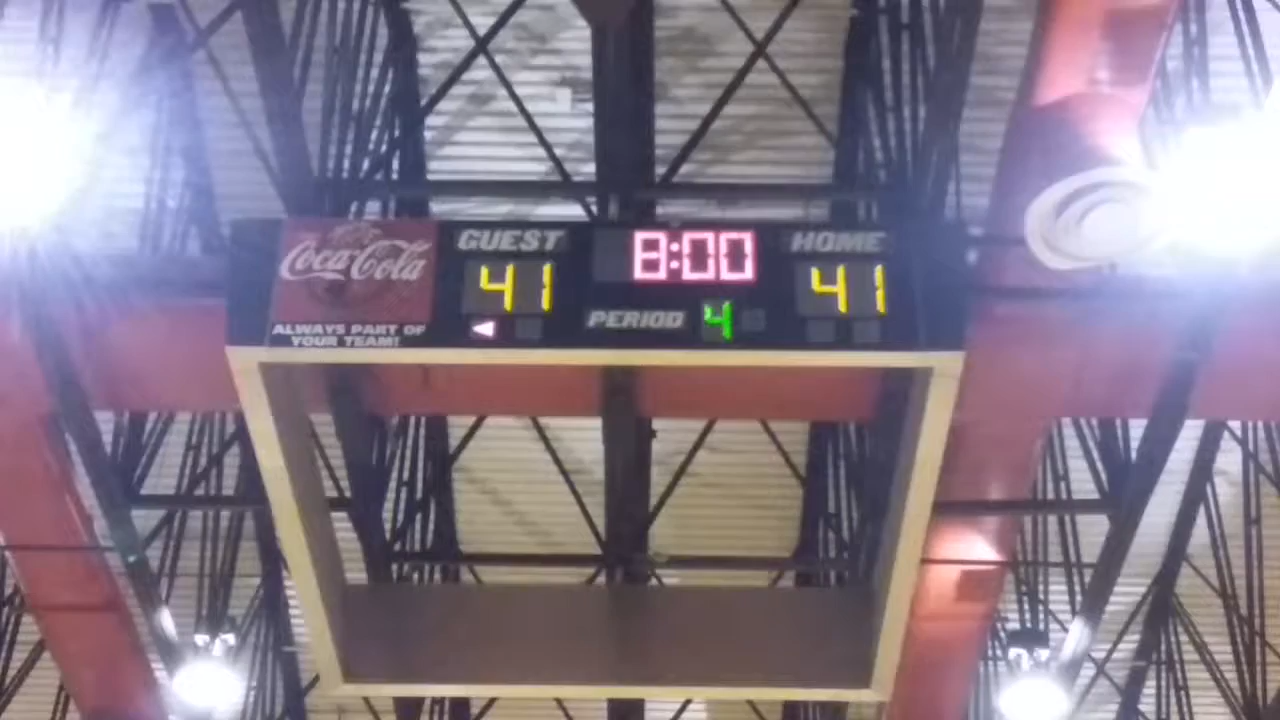 Coca-Cola
ALWAYS PART OF
YOUR TEAM!
GUEST
41
8:00
PERIOD 4
HOME
41